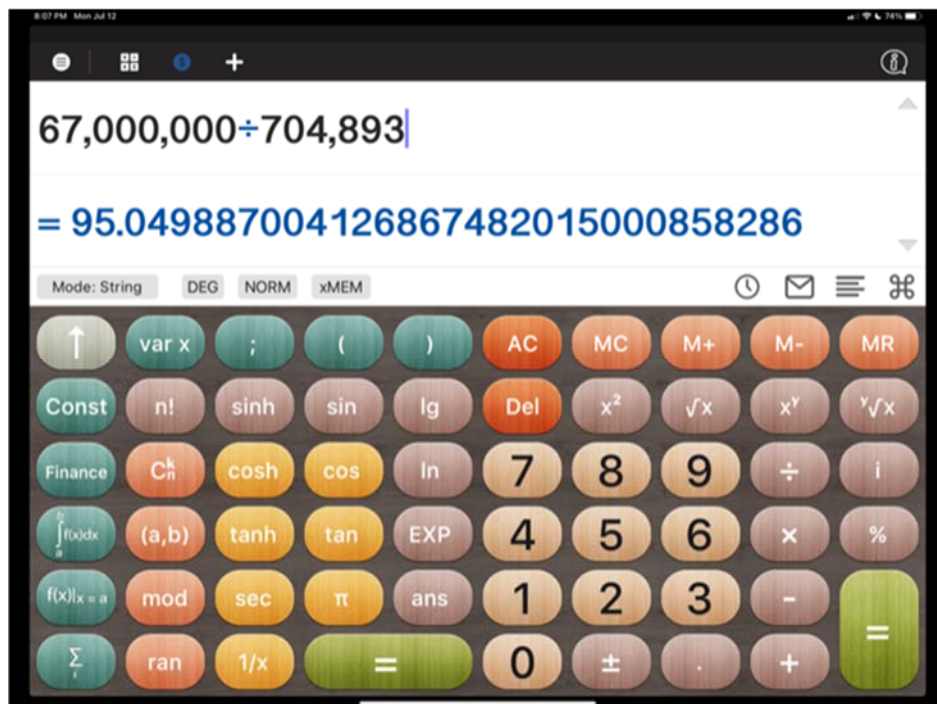 8:07 PM Mon Jul 12 74%
67,000,000÷704,893
= 95.049887004126867482015000858286
Mode: String DEG NORM xMEM
↑ var x ; ( ) AC MC M+ M- MR
Const n! sinh sin lg Del x² √x xʸ ʸ√x
Finance Cₙᵏ cosh cos ln 7 8 9 ÷ i
∫ₐᵇf(x)dx (a,b) tanh tan EXP 4 5 6 × %
f(x)|x = a mod sec π ans 1 2 3 - =
Σ ran 1/x = 0 ± . +